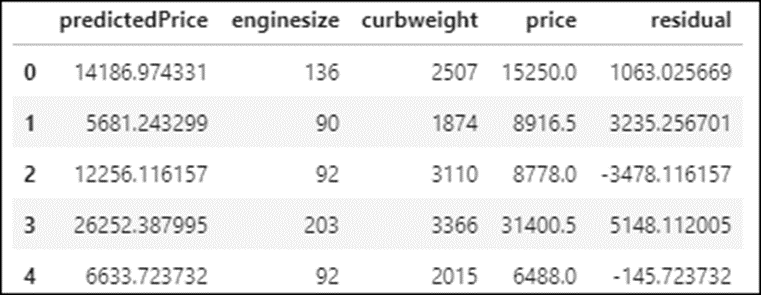 predictedPrice enginesize curbweight price residual
0 14186.974331 136 2507 15250.0 1063.025669
1 5681.243299 90 1874 8916.5 3235.256701
2 12256.116157 92 3110 8778.0 -3478.116157
3 26252.387995 203 3366 31400.5 5148.112005
4 6633.723732 92 2015 6488.0 -145.723732